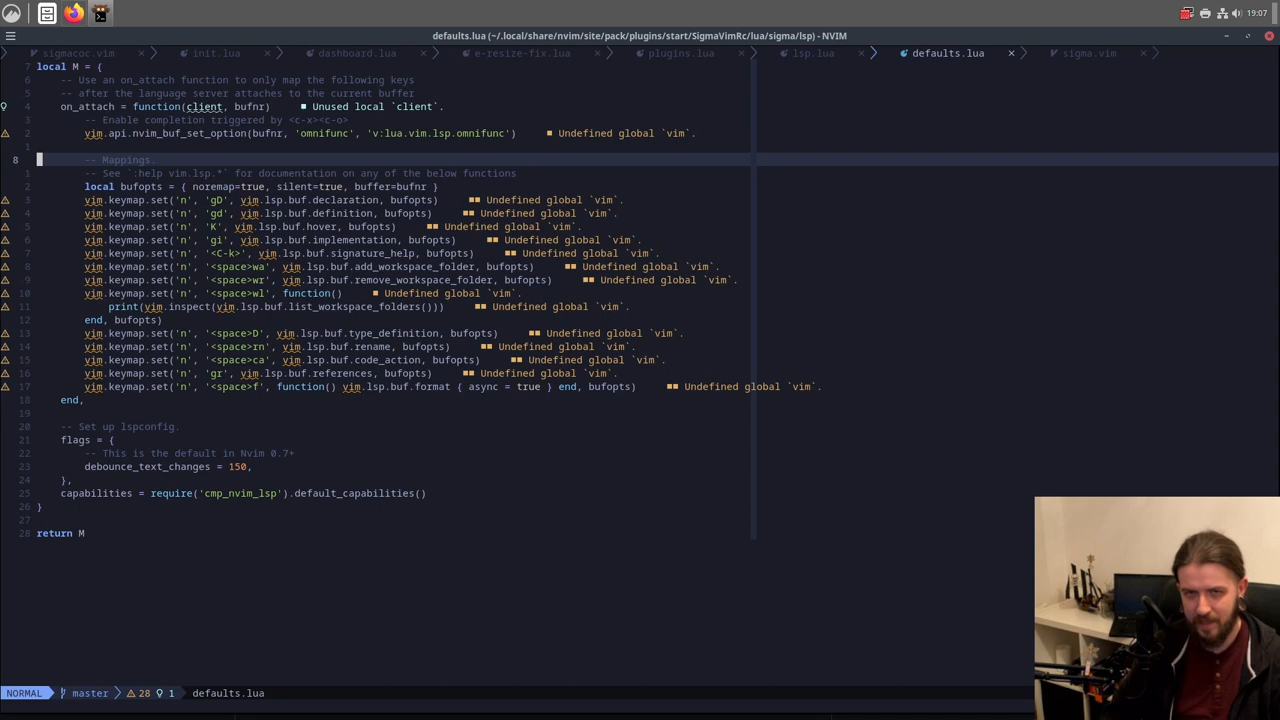 19:07
defaults.lua (~/.local/share/nvim/site/pack/plugins/start/SigmaVimRc/lua/sigma/lsp) - NVIM
sigmacoc.vim init.lua dashboard.lua e-resize-fix.lua plugins.lua lsp.lua defaults.lua sigma.vim
7 local M = {
6 -- Use an on_attach function to only map the following keys
5 -- after the language server attaches to the current buffer
4 on_attach = function(client, bufnr) ■ Unused local `client`.
3 -- Enable completion triggered by <c-x><c-o>
2 vim.api.nvim_buf_set_option(bufnr, 'omnifunc', 'v:lua.vim.lsp.omnifunc') ■ Undefined global `vim`.
1
8 -- Mappings.
1 -- See `:help vim.lsp.*` for documentation on any of the below functions
2 local bufopts = { noremap=true, silent=true, buffer=bufnr }
3 vim.keymap.set('n', 'gD', vim.lsp.buf.declaration, bufopts) ■■ Undefined global `vim`.
4 vim.keymap.set('n', 'gd', vim.lsp.buf.definition, bufopts) ■■ Undefined global `vim`.
5 vim.keymap.set('n', 'K', vim.lsp.buf.hover, bufopts) ■■ Undefined global `vim`.
6 vim.keymap.set('n', 'gi', vim.lsp.buf.implementation, bufopts) ■■ Undefined global `vim`.
7 vim.keymap.set('n', '<C-k>', vim.lsp.buf.signature_help, bufopts) ■■ Undefined global `vim`.
8 vim.keymap.set('n', '<space>wa', vim.lsp.buf.add_workspace_folder, bufopts) ■■ Undefined global `vim`.
9 vim.keymap.set('n', '<space>wr', vim.lsp.buf.remove_workspace_folder, bufopts) ■■ Undefined global `vim`.
10 vim.keymap.set('n', '<space>wl', function() ■ Undefined global `vim`.
11 print(vim.inspect(vim.lsp.buf.list_workspace_folders())) ■■ Undefined global `vim`.
12 end, bufopts)
13 vim.keymap.set('n', '<space>D', vim.lsp.buf.type_definition, bufopts) ■■ Undefined global `vim`.
14 vim.keymap.set('n', '<space>rn', vim.lsp.buf.rename, bufopts) ■■ Undefined global `vim`.
15 vim.keymap.set('n', '<space>ca', vim.lsp.buf.code_action, bufopts) ■■ Undefined global `vim`.
16 vim.keymap.set('n', 'gr', vim.lsp.buf.references, bufopts) ■■ Undefined global `vim`.
17 vim.keymap.set('n', '<space>f', function() vim.lsp.buf.format { async = true } end, bufopts) ■■ Undefined global `vim`.
18 end,
19
20 -- Set up lspconfig.
21 flags = {
22 -- This is the default in Nvim 0.7+
23 debounce_text_changes = 150,
24 },
25 capabilities = require('cmp_nvim_lsp').default_capabilities()
26 }
27
28 return M
NORMAL master 28 1 defaults.lua